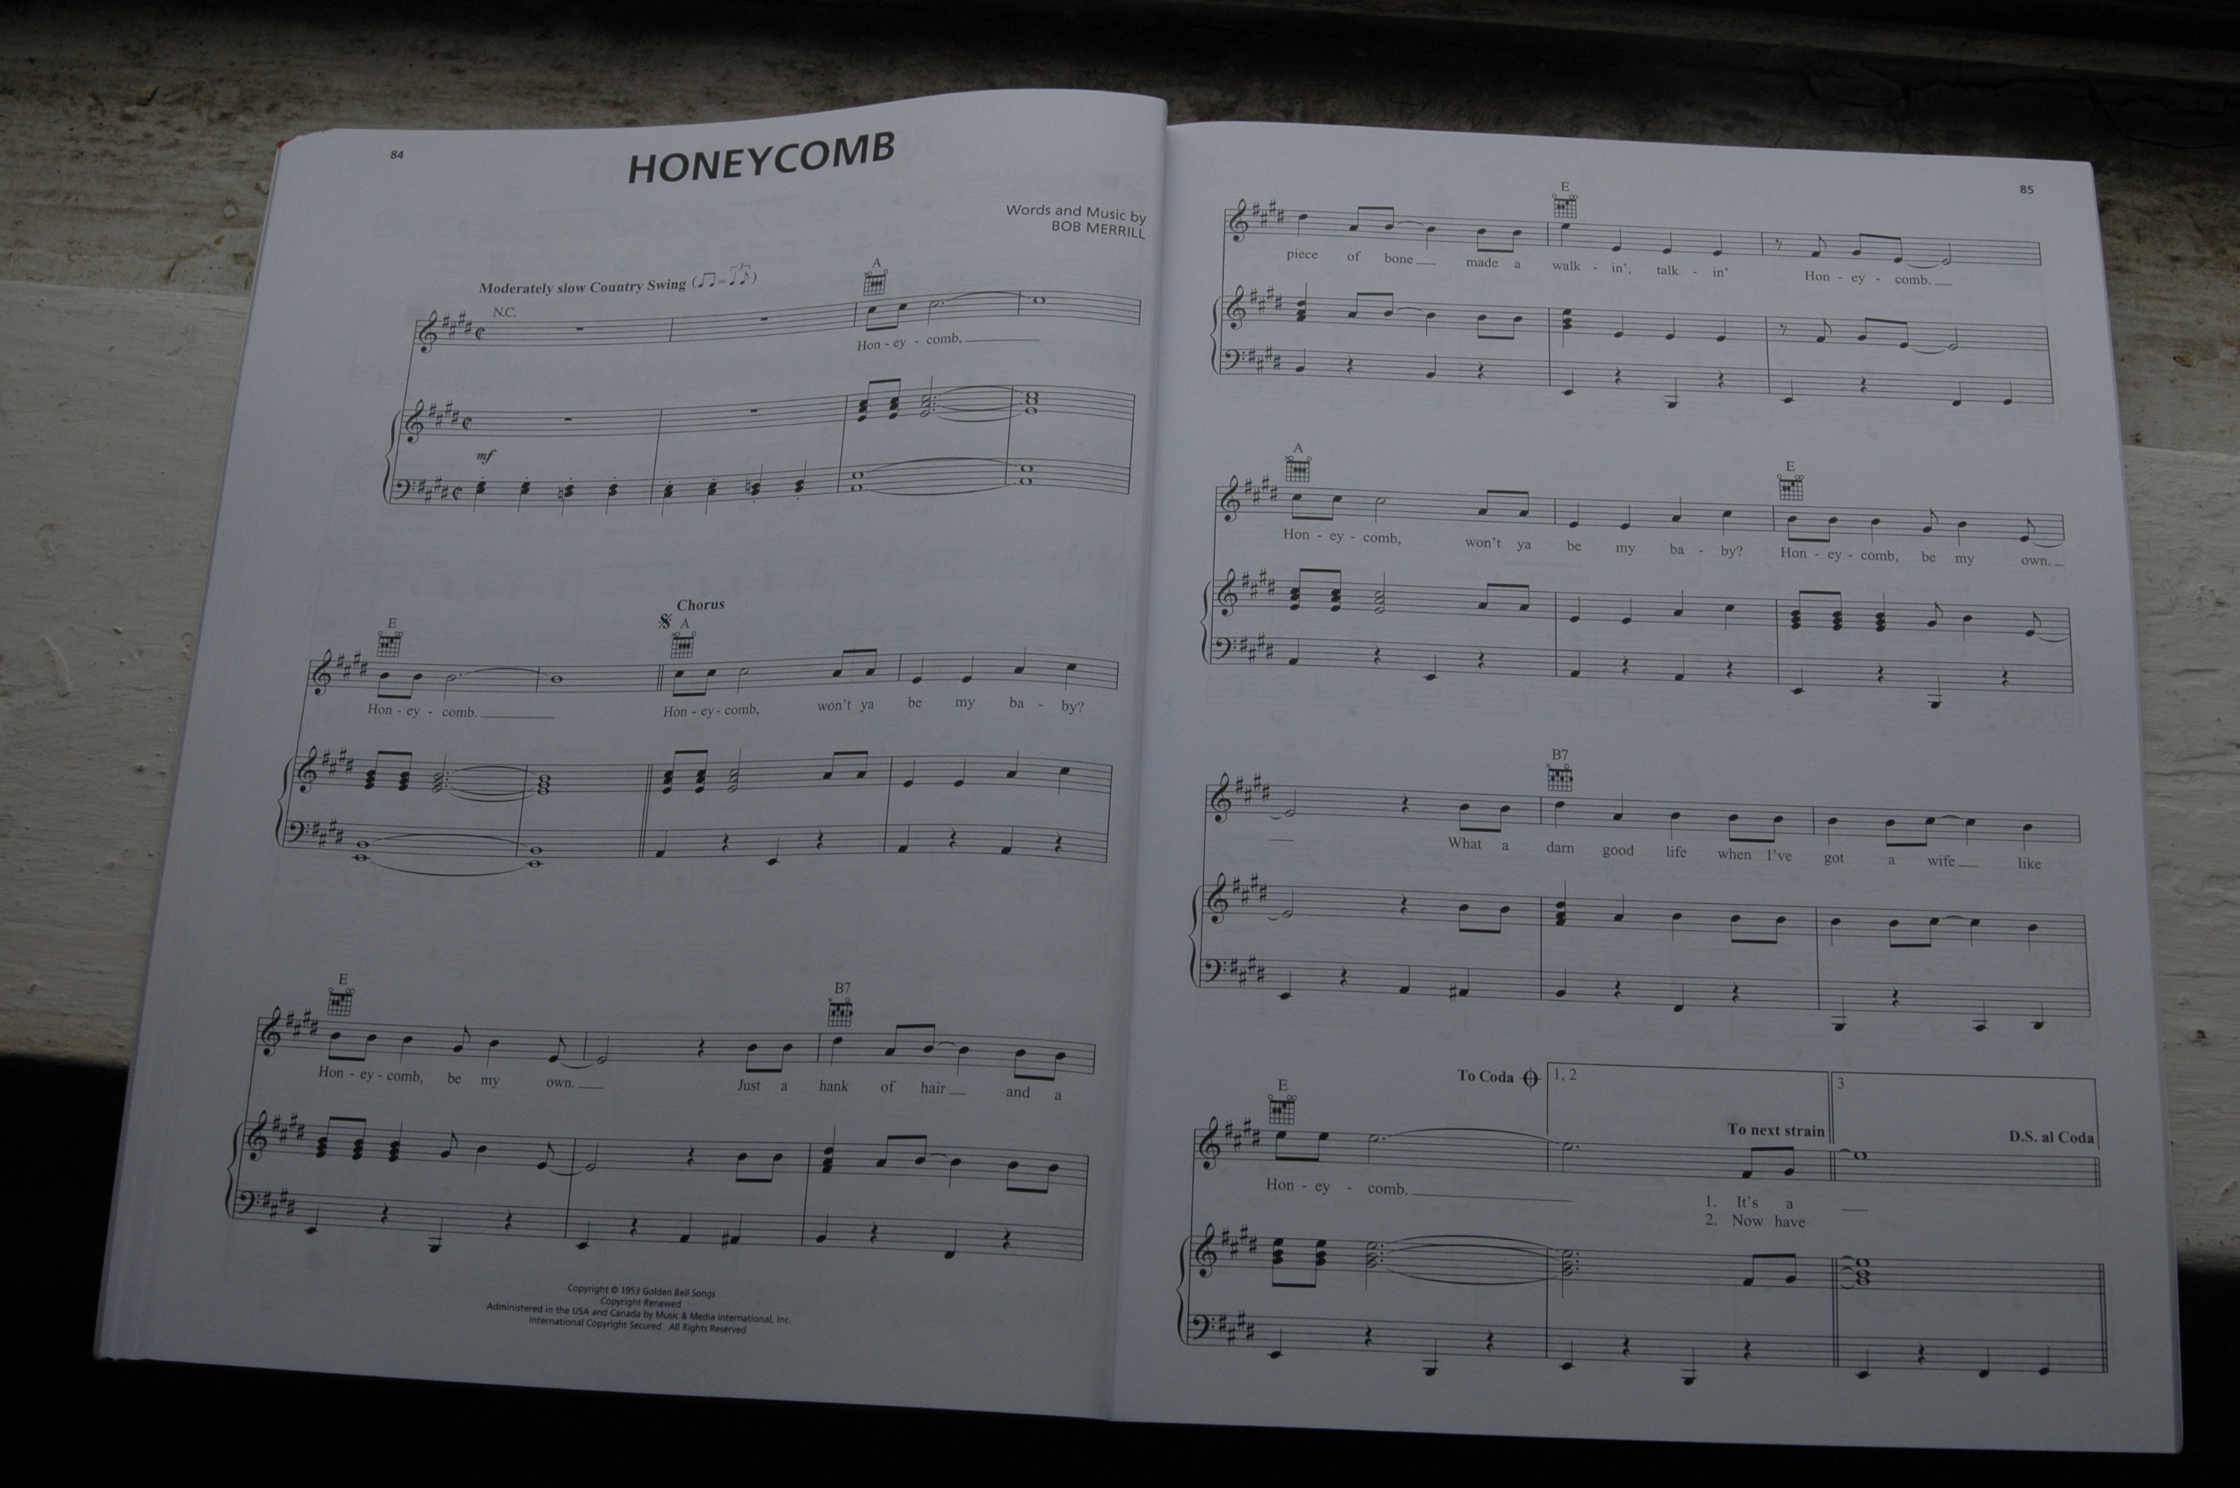 84
HONEYCOMB
Words and Music by
BOB MERRILL
Moderately slow Country Swing
N.C.
A
Hon - ey - comb,
mf
Chorus
E A
Hon - ey - comb. Hon - ey - comb, won't ya be my ba - by?
E B7
Hon - ey - comb, be my own. Just a hank of hair and a
Copyright © 1953 Golden Bell Songs
Copyright Renewed
Administered in the USA and Canada by Music & Media International, Inc.
International Copyright Secured All Rights Reserved
85
E
piece of bone made a walk - in', talk - in' Hon - ey - comb.
A E
Hon - ey - comb, won't ya be my ba - by? Hon - ey - comb, be my own.
B7
What a darn good life when I've got a wife like
To Coda 1, 2 3
E
To next strain D.S. al Coda
Hon - ey - comb.
1. It's a
2. Now have